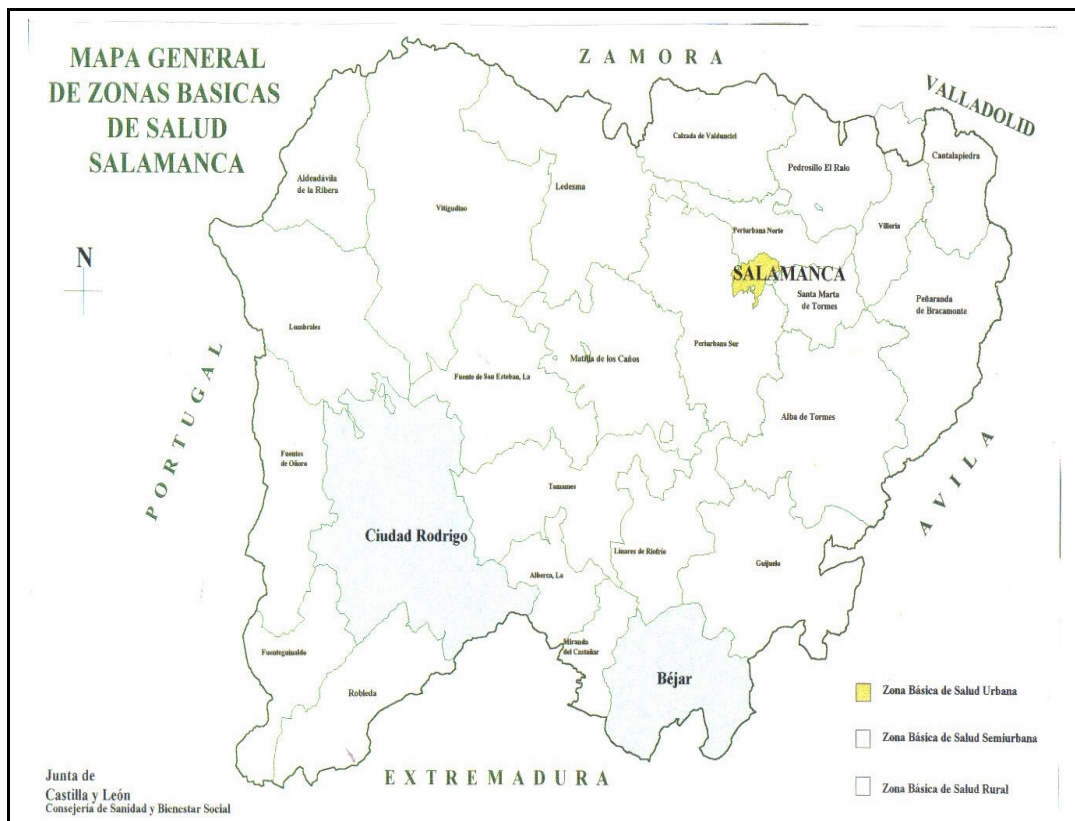 MAPA GENERAL
DE ZONAS BASICAS
DE SALUD
SALAMANCA
ZAMORA
VALLADOLID
Calzada de Valdunciel
Cantalapiedra
Pedrosillo El Ralo
Aldeadávila
de la Ribera
Ledesma
Vitigudino
Villoria
Periurbana Norte
N
SALAMANCA
Santa Marta
de Tormes
Peñaranda
de Bracamonte
Lumbrales
Periurbana Sur
Matilla de los Caños
Fuente de San Esteban, La
PORTUGAL
Alba de Tormes
Fuentes
de Oñoro
AVILA
Tamames
Ciudad Rodrigo
Linares de Riofrío
Guijuelo
Alberca, La
Miranda
del Castañar
Fuenteguinaldo
Béjar
Robleda
Zona Básica de Salud Urbana
Zona Básica de Salud Semiurbana
Zona Básica de Salud Rural
EXTREMADURA
Junta de
Castilla y León
Consejería de Sanidad y Bienestar Social